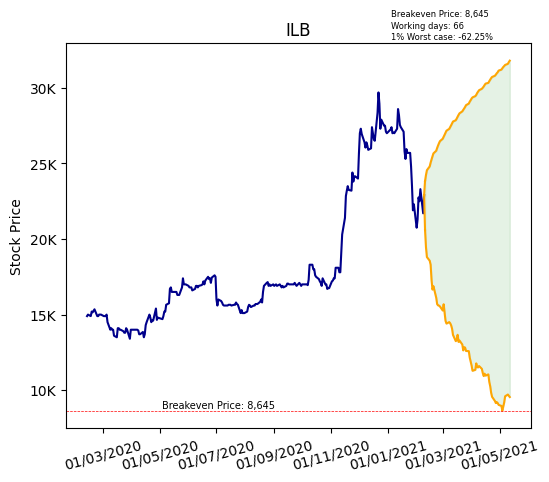 Breakeven Price: 8,645
Working days: 66
1% Worst case: -62.25%
ILB
Stock Price
30K
25K
20K
15K
10K
Breakeven Price: 8,645
01/03/2020 01/05/2020 01/07/2020 01/09/2020 01/11/2020 01/01/2021 01/03/2021 01/05/2021